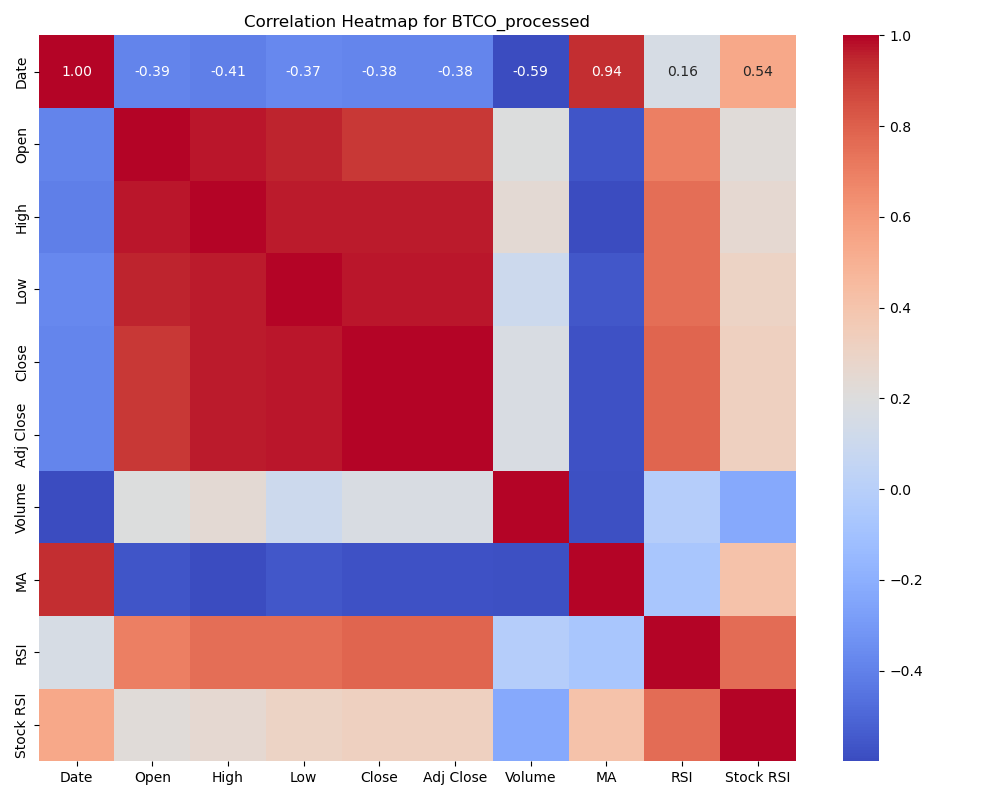 Correlation Heatmap for BTCO_processed
Date 1.00 -0.39 -0.41 -0.37 -0.38 -0.38 -0.59 0.94 0.16 0.54
Open
High
Low
Close
Adj Close
Volume
MA
RSI
Stock RSI
Date Open High Low Close Adj Close Volume MA RSI Stock RSI
1.0
0.8
0.6
0.4
0.2
0.0
−0.2
−0.4